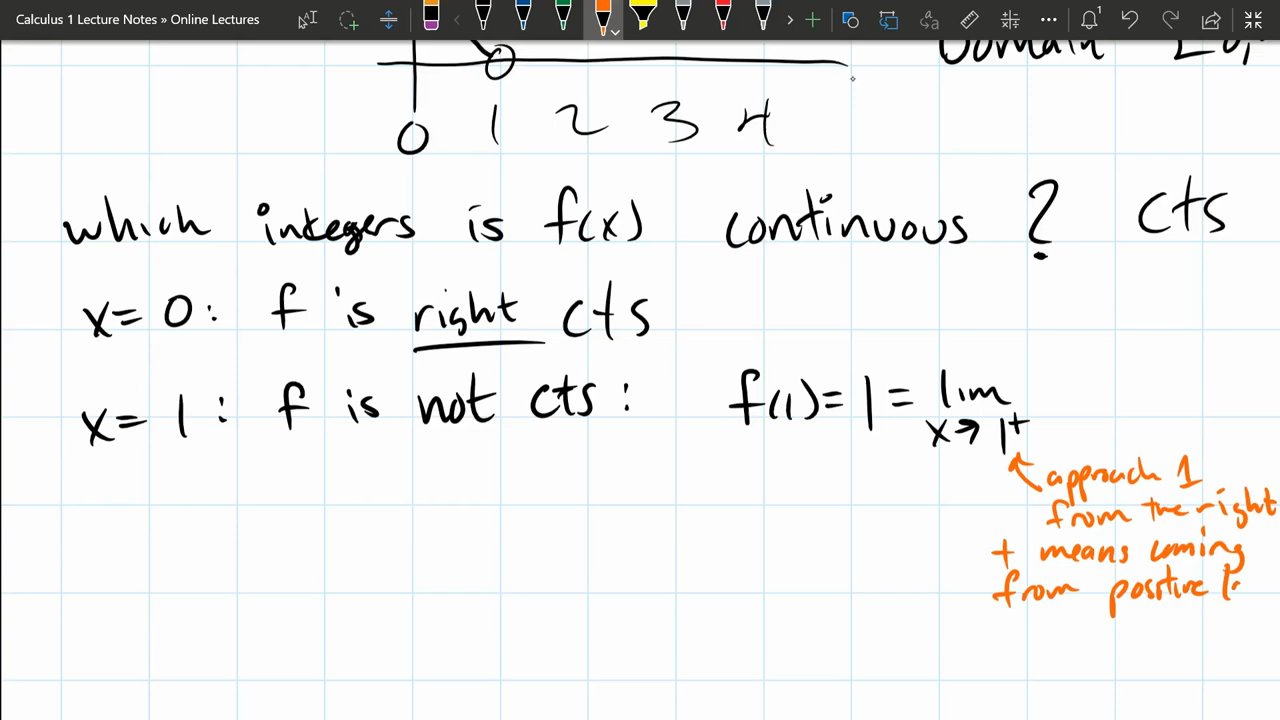 Calculus 1 Lecture Notes » Online Lectures
Domain
0 1 2 3 4
which integers is f(x) continuous ? cts
x= 0: f is right cts
x= 1: f is not cts: f(1)= 1 = lim
x→ 1⁺
approach 1
from the right
+ means coming
from positive